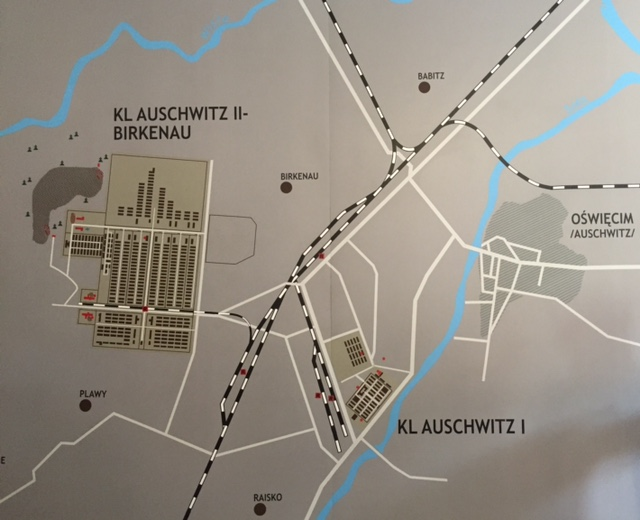 BABITZ
KL AUSCHWITZ II-
BIRKENAU
BIRKENAU
OŚWIĘCIM
/AUSCHWITZ/
PLAWY
KL AUSCHWITZ I
E
RAISKO